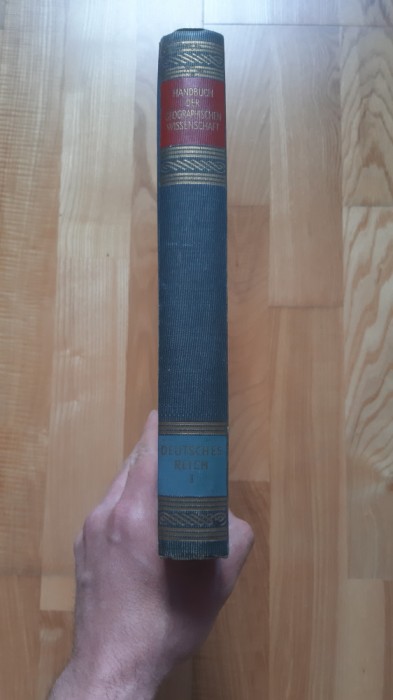 HANDBUCH
DER
GEOGRAPHISCHEN
WISSENSCHAFT
DEUTSCHES
REICH
I